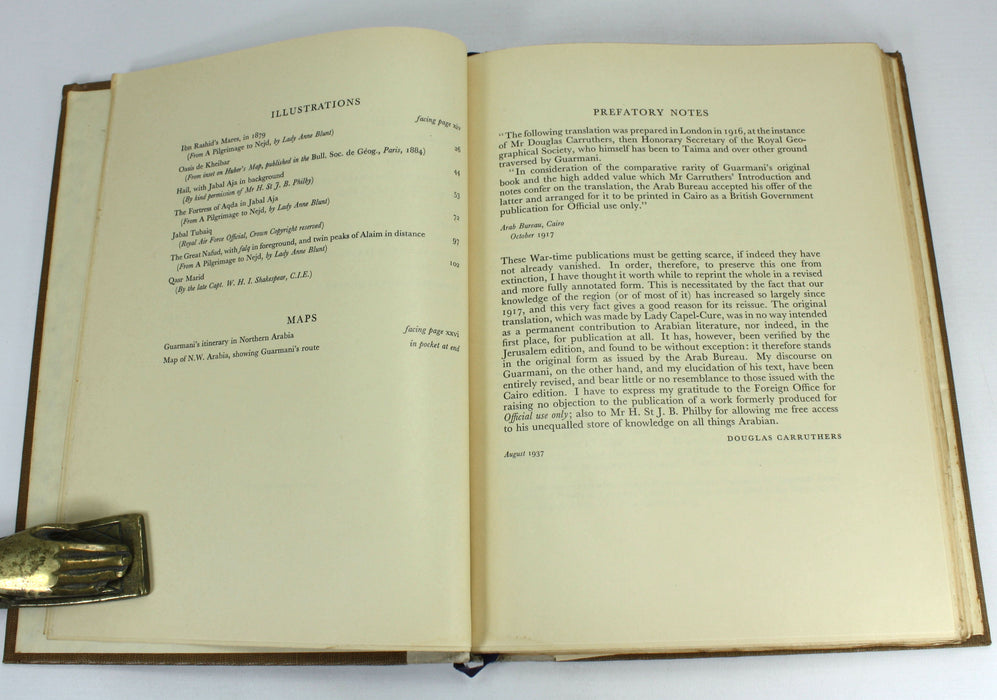 ILLUSTRATIONS
Ibn Rashid's Mares, in 1879 facing page xiv
(From A Pilgrimage to Nejd, by Lady Anne Blunt)
Oasis de Kheibar 26
(From inset on Huber's Map, published in the Bull. Soc. de Géog., Paris, 1884)
Hail, with Jabal Aja in background 44
(By kind permission of Mr H. St J. B. Philby)
The Fortress of Aqda in Jabal Aja 53
(From A Pilgrimage to Nejd, by Lady Anne Blunt)
Jabal Tubaiq 72
(Royal Air Force Official, Crown Copyright reserved)
The Great Nafud, with falq in foreground, and twin peaks of Alaim in distance 97
(From A Pilgrimage to Nejd, by Lady Anne Blunt)
Qasr Marid 102
(By the late Capt. W. H. I. Shakespear, C.I.E.)
MAPS
Guarmani's itinerary in Northern Arabia facing page xxvi
Map of N.W. Arabia, showing Guarmani's route in pocket at end
PREFATORY NOTES
"The following translation was prepared in London in 1916, at the instance
of Mr Douglas Carruthers, then Honorary Secretary of the Royal Geo-
graphical Society, who himself has been to Taima and over other ground
traversed by Guarmani.
"In consideration of the comparative rarity of Guarmani's original
book and the high added value which Mr Carruthers' Introduction and
notes confer on the translation, the Arab Bureau accepted his offer of the
latter and arranged for it to be printed in Cairo as a British Government
publication for Official use only."
Arab Bureau, Cairo
October 1917
These War-time publications must be getting scarce, if indeed they have
not already vanished. In order, therefore, to preserve this one from
extinction, I have thought it worth while to reprint the whole in a revised
and more fully annotated form. This is necessitated by the fact that our
knowledge of the region (or of most of it) has increased so largely since
1917, and this very fact gives a good reason for its reissue. The original
translation, which was made by Lady Capel-Cure, was in no way intended
as a permanent contribution to Arabian literature, nor indeed, in the
first place, for publication at all. It has, however, been verified by the
Jerusalem edition, and found to be without exception: it therefore stands
in the original form as issued by the Arab Bureau. My discourse on
Guarmani, on the other hand, and my elucidation of his text, have been
entirely revised, and bear little or no resemblance to those issued with the
Cairo edition. I have to express my gratitude to the Foreign Office for
raising no objection to the publication of a work formerly produced for
Official use only; also to Mr H. St J. B. Philby for allowing me free access
to his unequalled store of knowledge on all things Arabian.
DOUGLAS CARRUTHERS
August 1937